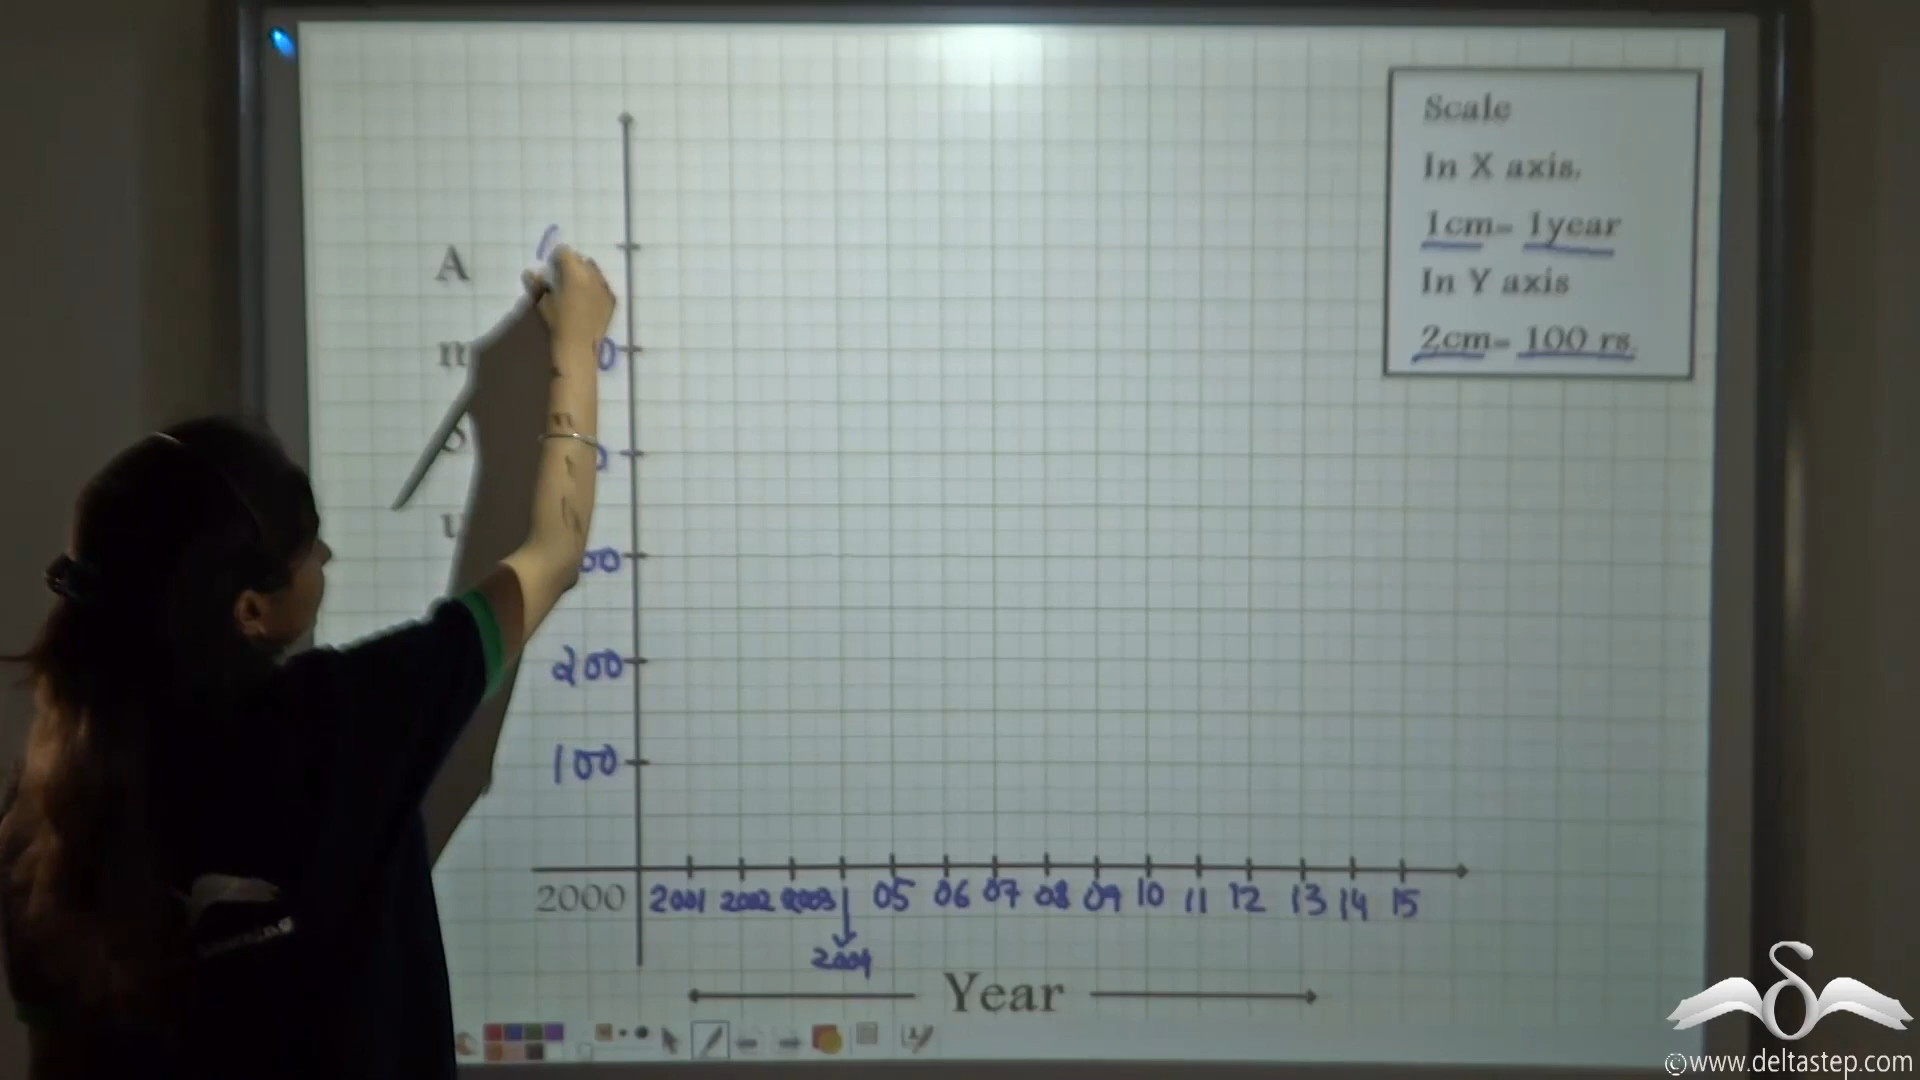 Scale
In X axis.
1cm= 1year
In Y axis
2cm= 100 rs.
A
m
u
200
100
2000 2001 2002 2003 05 06 07 08 09 10 11 12 13 14 15
2004
Year
©www.deltastep.com